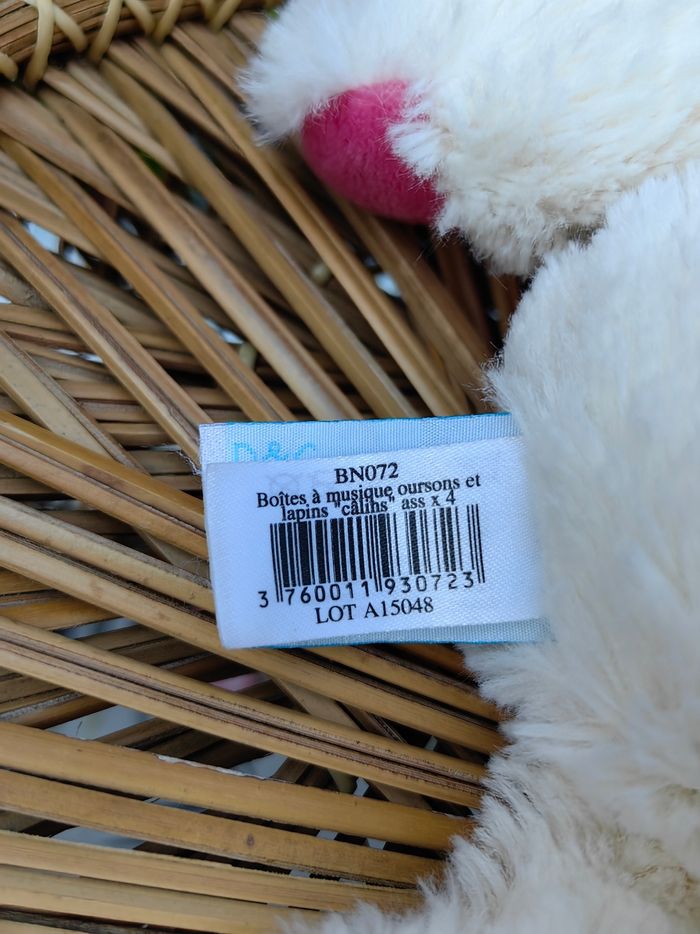 D&C
BN072
Boîtes à musique oursons et
lapins "câlins" ass x 4
3 760011 930723
LOT A15048